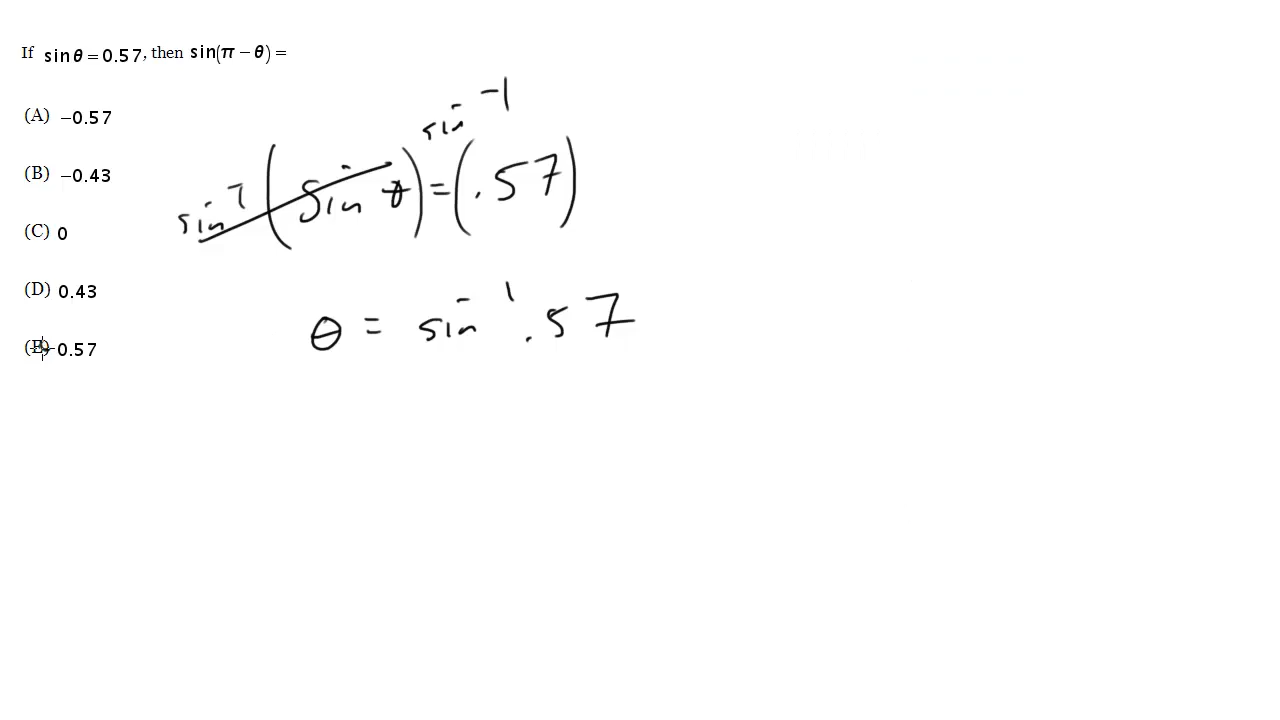 If sin θ = 0.57, then sin(π − θ) =
(A) −0.57
(B) −0.43
(C) 0
(D) 0.43
(E) 0.57
sin⁻¹ (sin θ) = sin⁻¹ (.57)
θ = sin⁻¹ .57